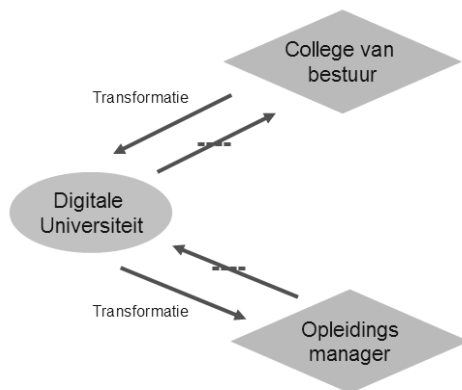 College van
bestuur
Transformatie
Digitale
Universiteit
Transformatie
Opleidings
manager